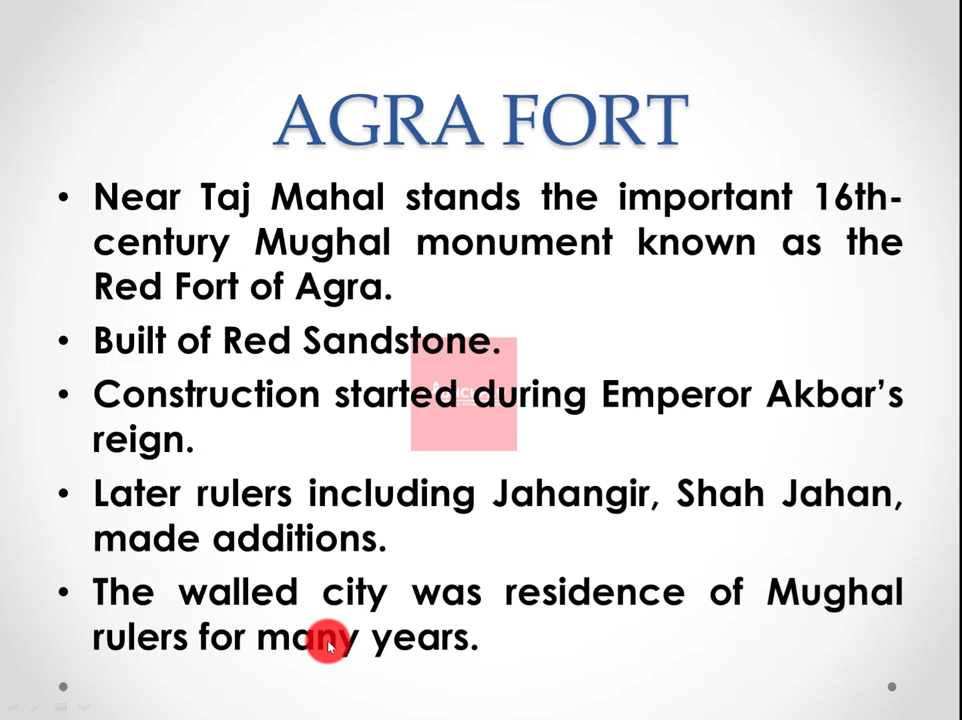 AGRA FORT
• Near Taj Mahal stands the important 16th-
century Mughal monument known as the
Red Fort of Agra.
• Built of Red Sandstone.
• Construction started during Emperor Akbar’s
reign.
• Later rulers including Jahangir, Shah Jahan,
made additions.
• The walled city was residence of Mughal
rulers for many years.